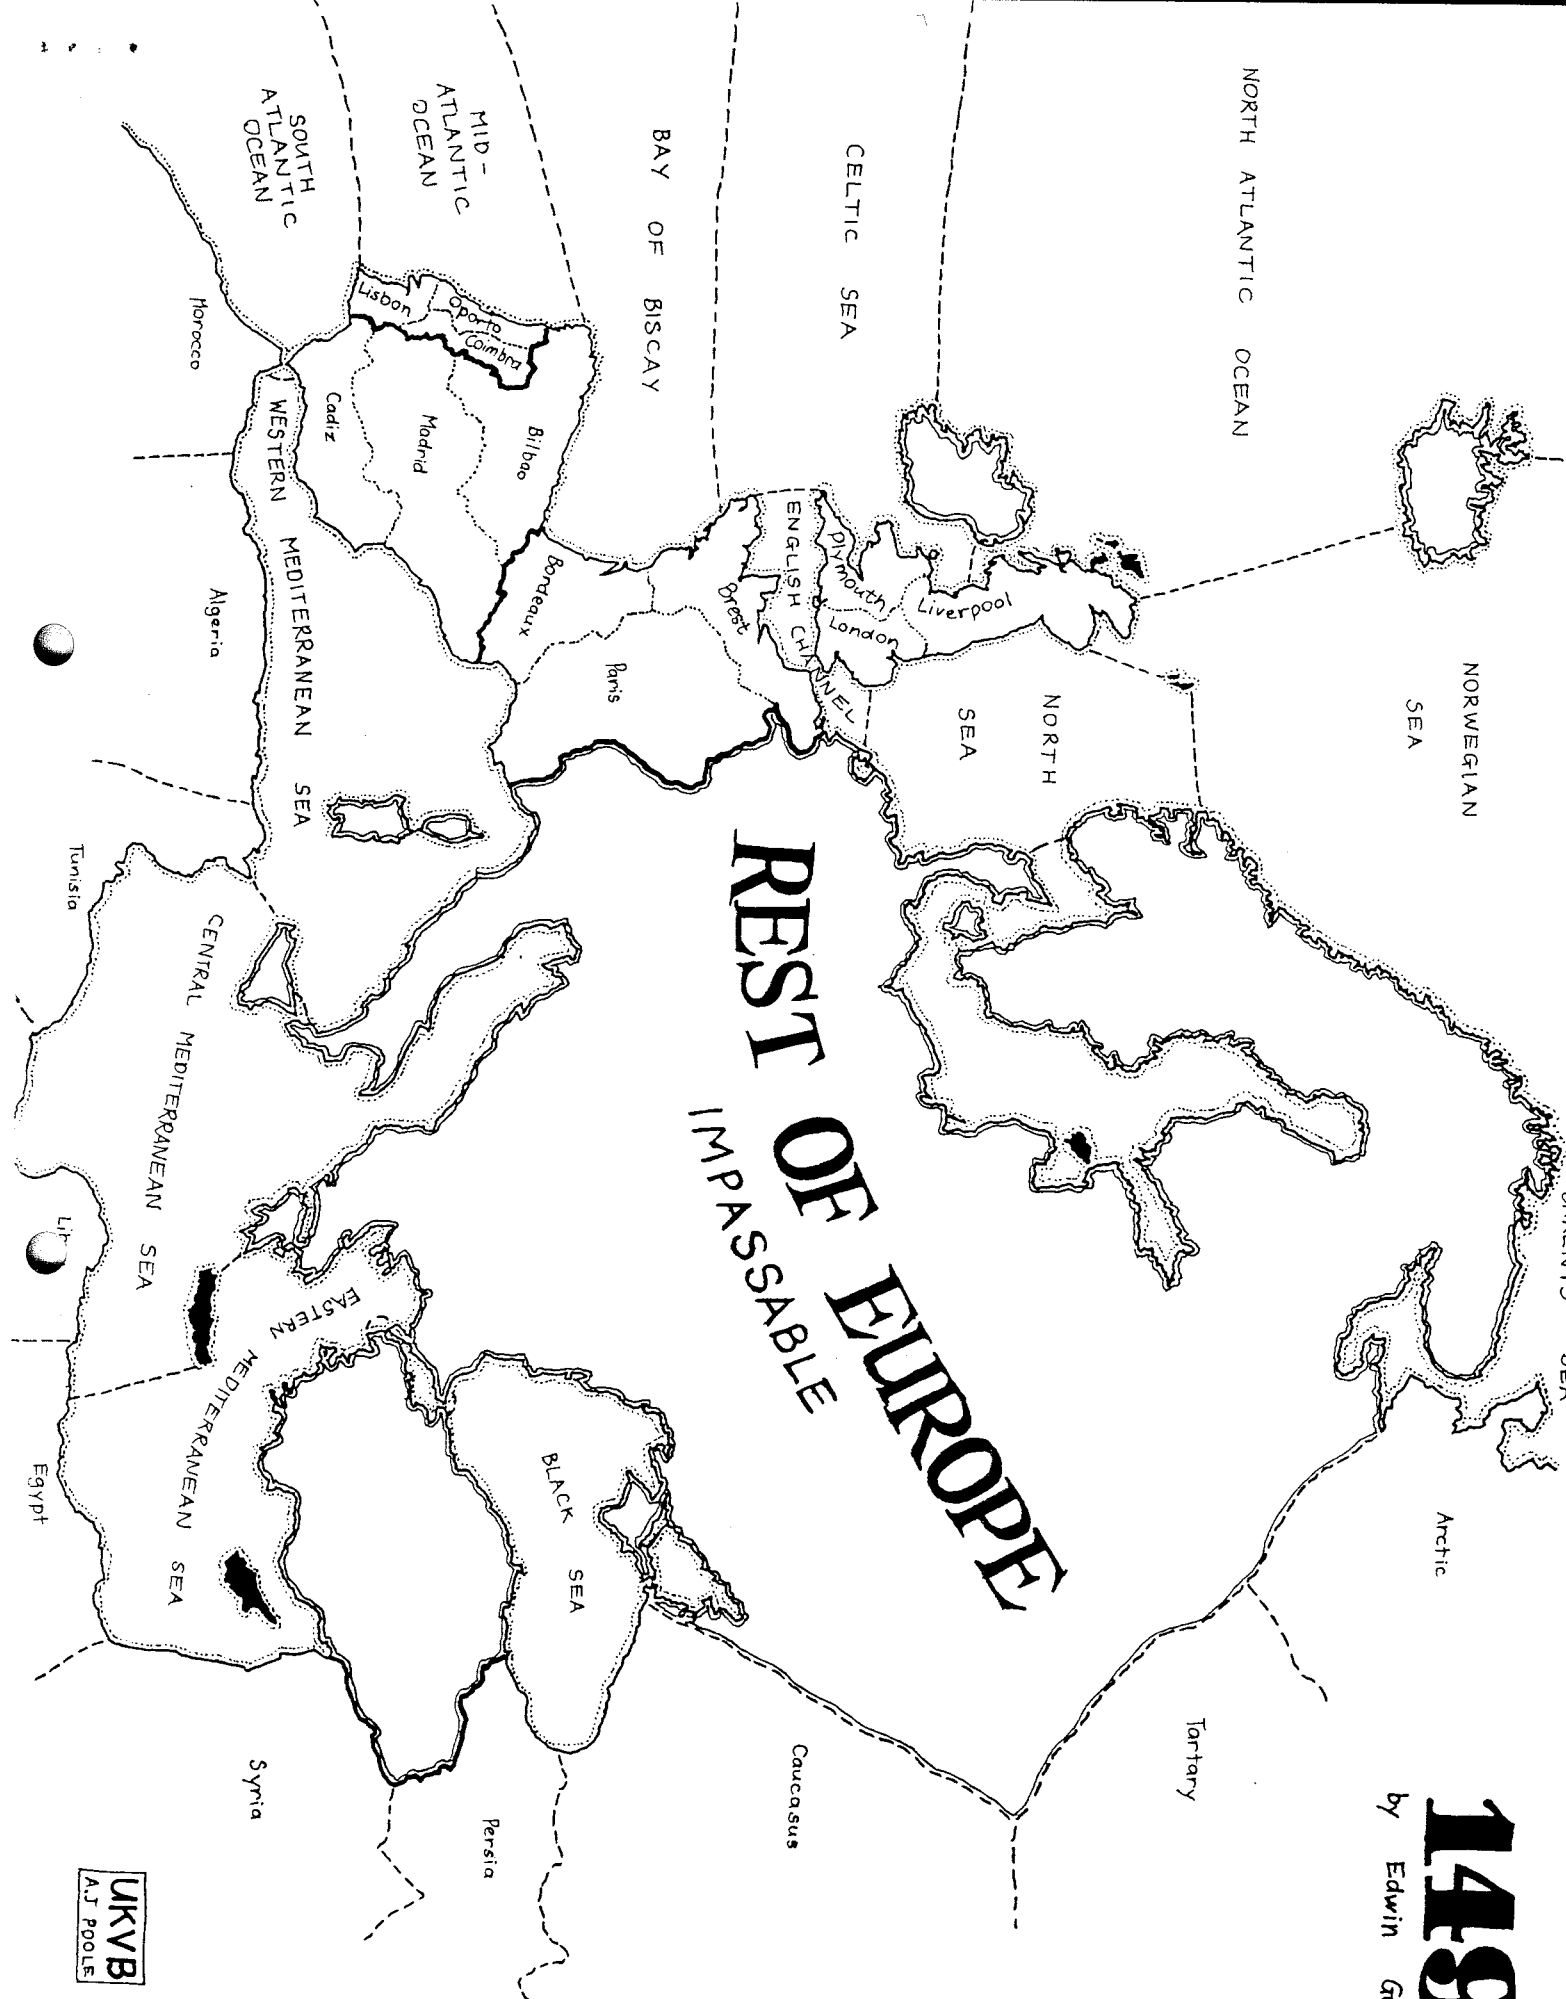 NORTH ATLANTIC OCEAN
NORWEGIAN
SEA
CELTIC SEA
NORTH
SEA
BAY OF BISCAY
MID-
ATLANTIC
OCEAN
SOUTH
ATLANTIC
OCEAN
ENGLISH CHANNEL
Plymouth
Liverpool
London
Brest
Paris
Bordeaux
Bilbao
Madrid
Cadiz
Lisbon
Oporto
Coimbra
WESTERN MEDITERRANEAN SEA
Morocco
Algeria
Tunisia
CENTRAL MEDITERRANEAN SEA
EASTERN MEDITERRANEAN SEA
Egypt
BLACK SEA
REST OF EUROPE
IMPASSABLE
Arctic
Tartary
Caucasus
Persia
Syria
by Edwin
UKVB
A.J POOLE